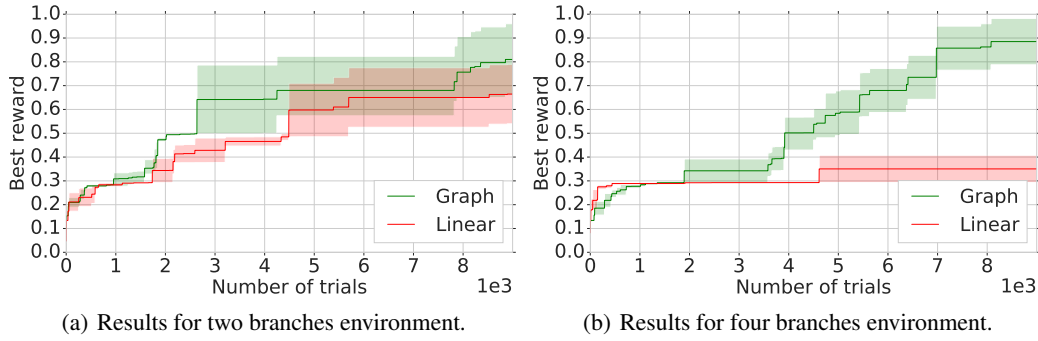 1.0
0.9
0.8
0.7
0.6
0.5
0.4
0.3
0.2
0.1
0.0
Best reward
0 1 2 3 4 5 6 7 8
Number of trials
1e3
Graph
Linear
(a) Results for two branches environment.
1.0
0.9
0.8
0.7
0.6
0.5
0.4
0.3
0.2
0.1
0.0
Best reward
0 1 2 3 4 5 6 7 8
Number of trials
1e3
Graph
Linear
(b) Results for four branches environment.